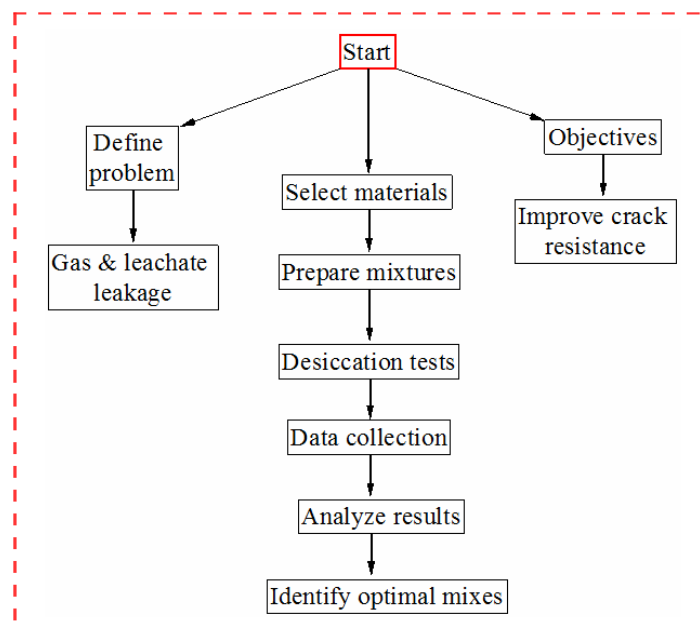 Start
Define
problem
Gas & leachate
leakage
Select materials
Prepare mixtures
Desiccation tests
Data collection
Analyze results
Identify optimal mixes
Objectives
Improve crack
resistance